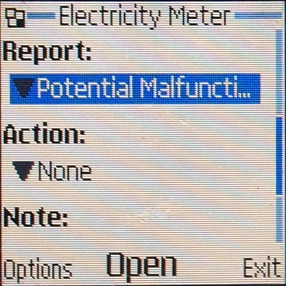 Electricity Meter
Report:
Potential Malfuncti...
Action:
None
Note:
Options Open Exit